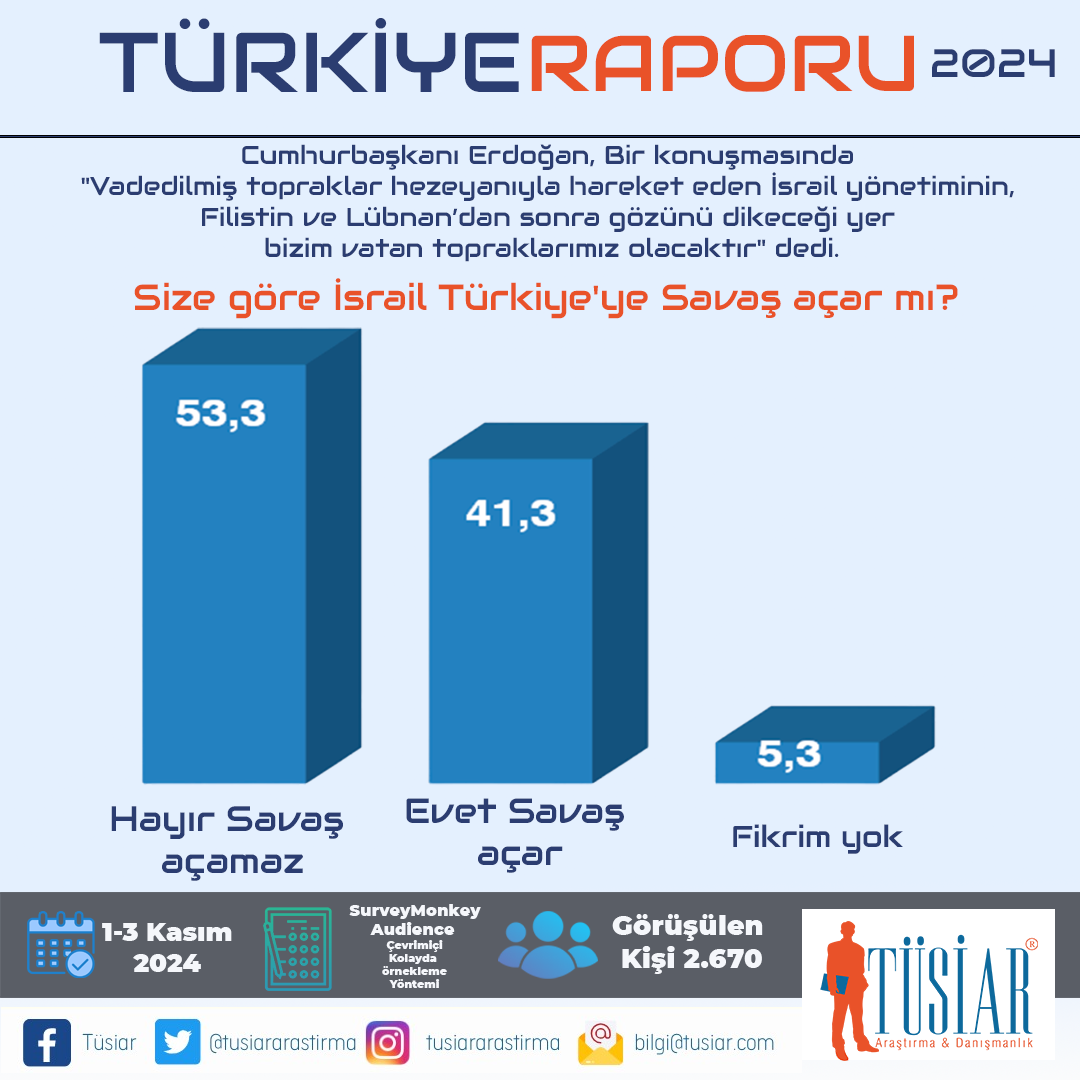 TÜRKİYERAPORU 2024
Cumhurbaşkanı Erdoğan, Bir konuşmasında
"Vadedilmiş topraklar hezeyanıyla hareket eden İsrail yönetiminin,
Filistin ve Lübnan’dan sonra gözünü dikeceği yer
bizim vatan topraklarımız olacaktır" dedi.
Size göre İsrail Türkiye'ye Savaş açar mı?
53,3
41,3
5,3
Hayır Savaş
açamaz
Evet Savaş
açar
Fikrim yok
1-3 Kasım
2024
SurveyMonkey
Audience
Çevrimiçi
Kolayda
örnekleme
Yöntemi
Görüşülen
Kişi 2.670
TÜSİAR®
Araştırma & Danışmanlık
Tüsiar
@tusiararastirma
tusiararastirma
bilgi@tusiar.com